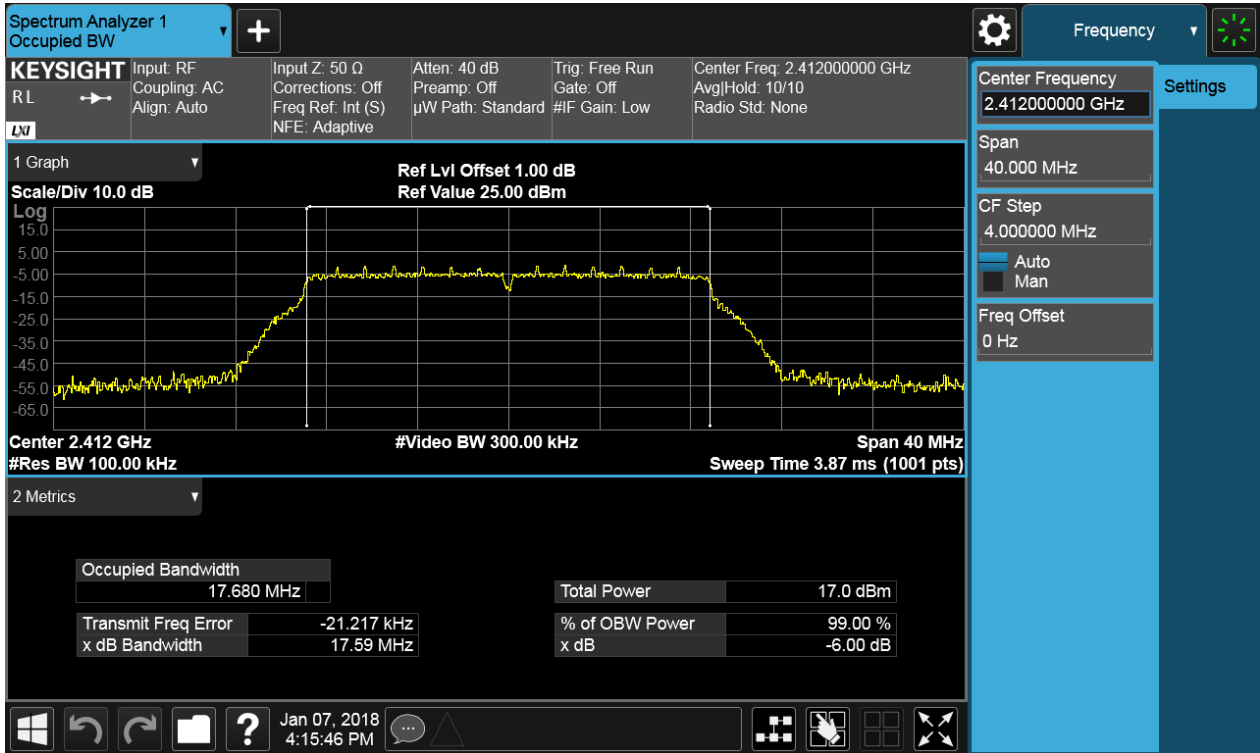 Spectrum Analyzer 1
Occupied BW
Frequency
KEYSIGHT
RL
LXI
Input: RF
Coupling: AC
Align: Auto
Input Z: 50 Ω
Corrections: Off
Freq Ref: Int (S)
NFE: Adaptive
Atten: 40 dB
Preamp: Off
µW Path: Standard
Trig: Free Run
Gate: Off
#IF Gain: Low
Center Freq: 2.412000000 GHz
Avg|Hold: 10/10
Radio Std: None
Center Frequency
2.412000000 GHz
Settings
Span
40.000 MHz
CF Step
4.000000 MHz
Auto
Man
Freq Offset
0 Hz
1 Graph
Ref Lvl Offset 1.00 dB
Scale/Div 10.0 dB
Ref Value 25.00 dBm
Log
15.0
5.00
-5.00
-15.0
-25.0
-35.0
-45.0
-55.0
-65.0
Center 2.412 GHz
#Video BW 300.00 kHz
Span 40 MHz
#Res BW 100.00 kHz
Sweep Time 3.87 ms (1001 pts)
2 Metrics
Occupied Bandwidth
17.680 MHz
Total Power 17.0 dBm
Transmit Freq Error -21.217 kHz
% of OBW Power 99.00 %
x dB Bandwidth 17.59 MHz
x dB -6.00 dB
?
Jan 07, 2018
4:15:46 PM